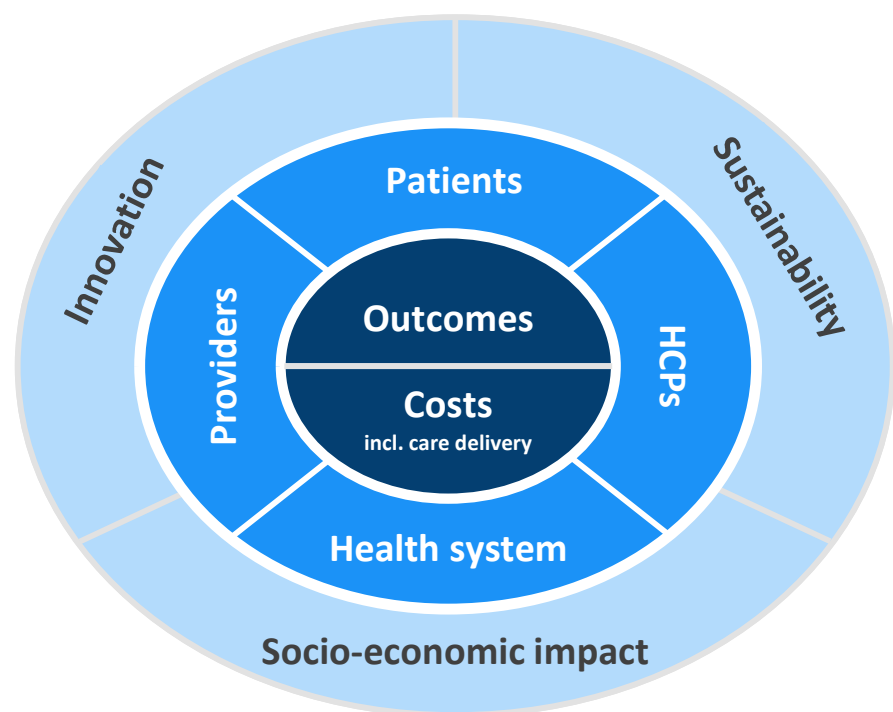 Innovation
Sustainability
Patients
Providers
HCPs
Outcomes
Costs
incl. care delivery
Health system
Socio-economic impact